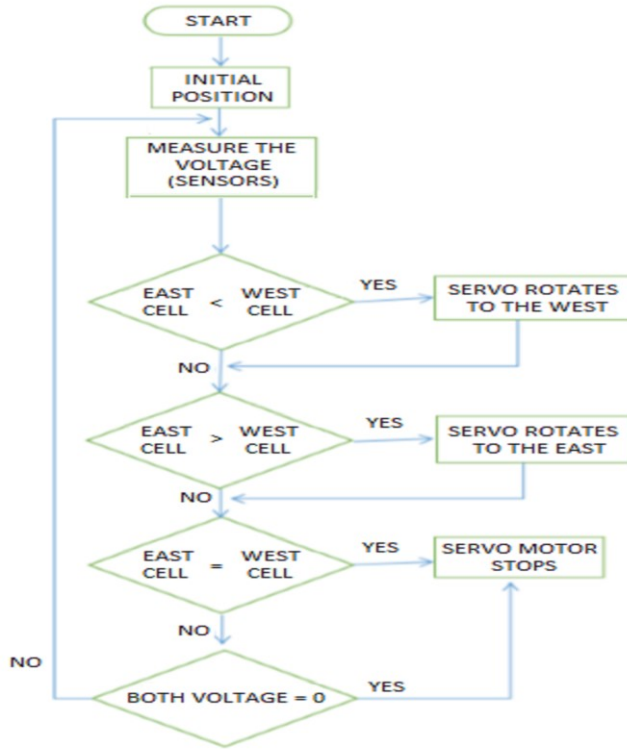 START
INITIAL
POSITION
MEASURE THE
VOLTAGE
(SENSORS)
EAST < WEST
CELL CELL
YES
SERVO ROTATES
TO THE WEST
NO
EAST > WEST
CELL CELL
YES
SERVO ROTATES
TO THE EAST
NO
EAST = WEST
CELL CELL
YES
SERVO MOTOR
STOPS
NO
NO
BOTH VOLTAGE = 0
YES